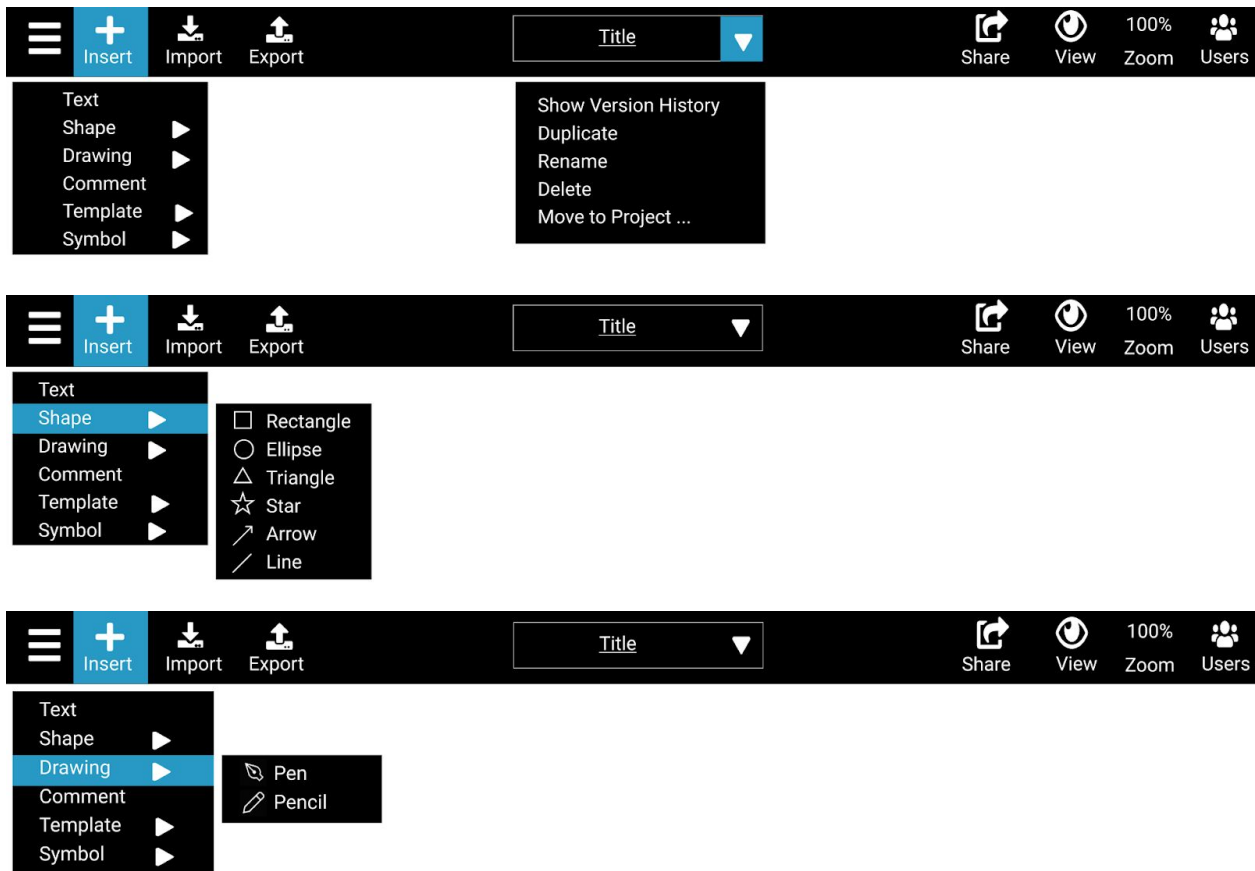 Insert Import Export Title Share View 100% Zoom Users
Text
Shape
Drawing
Comment
Template
Symbol
Show Version History
Duplicate
Rename
Delete
Move to Project ...
Insert Import Export Title Share View 100% Zoom Users
Text
Shape
Drawing
Comment
Template
Symbol
Rectangle
Ellipse
Triangle
Star
Arrow
Line
Insert Import Export Title Share View 100% Zoom Users
Text
Shape
Drawing
Comment
Template
Symbol
Pen
Pencil